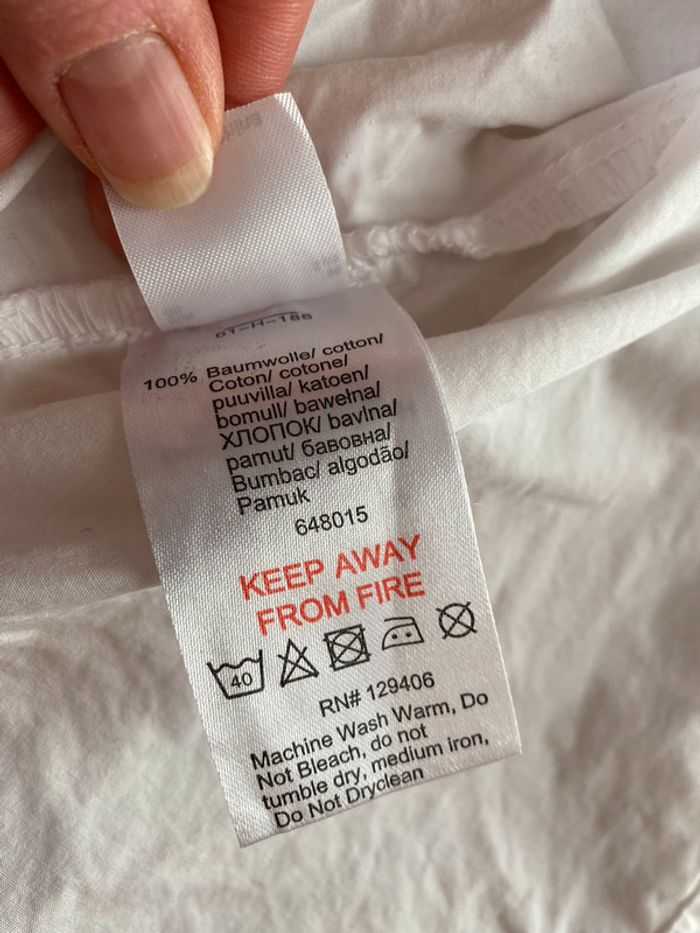 01-H-188
100% Baumwolle/ cotton/
Coton/ cotone/
puuvilla/ katoen/
bomull/ bawełna/
ХЛОПОК/ bavlna/
pamut/ бавовна/
Bumbac/ algodão/
Pamuk
648015
KEEP AWAY
FROM FIRE
40
RN# 129406
Machine Wash Warm, Do
Not Bleach, do not
tumble dry, medium iron,
Do Not Dryclean